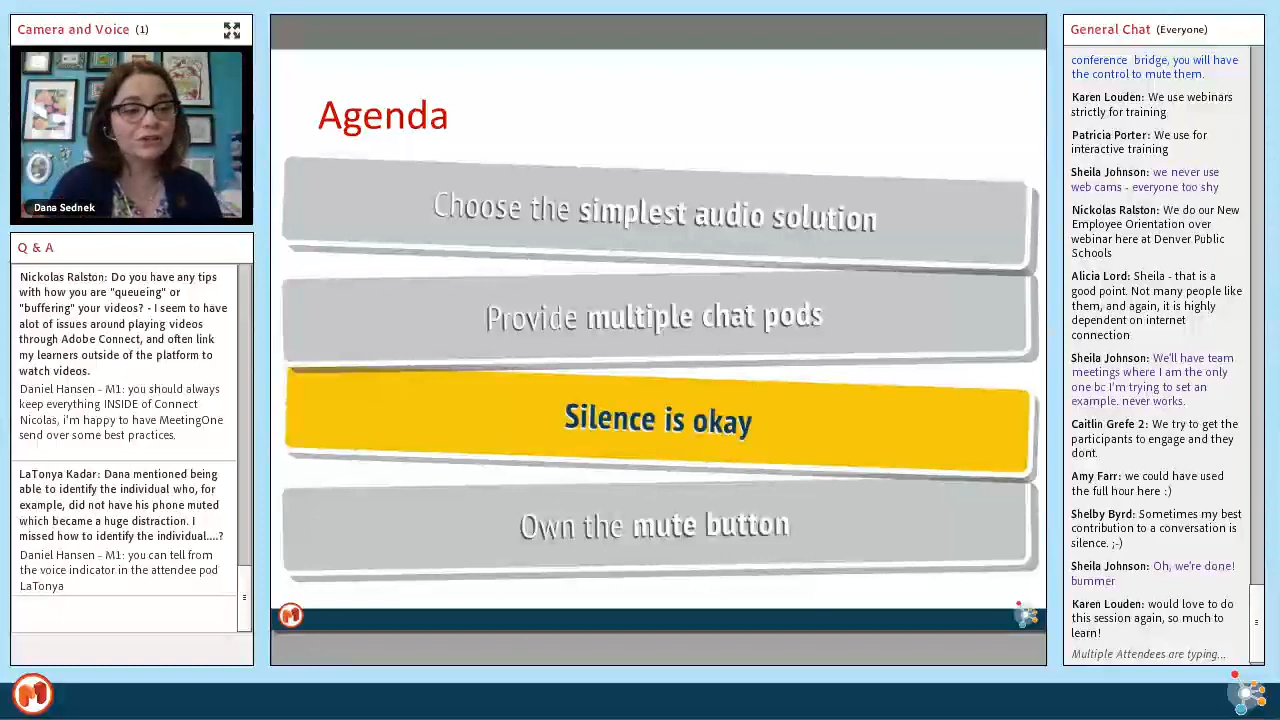 Camera and Voice (1)
Dana Sednek
Q & A
Nickolas Ralston: Do you have any tips
with how you are "queueing" or
"buffering" your videos? - I seem to have
alot of issues around playing videos
through Adobe Connect, and often link
my learners outside of the platform to
watch videos.
Daniel Hansen - M1: you should always
keep everything INSIDE of Connect
Nicolas, i'm happy to have MeetingOne
send over some best practices.
LaTonya Kadar: Dana mentioned being
able to identify the individual who, for
example, did not have his phone muted
which became a huge distraction. I
missed how to identify the individual....?
Daniel Hansen - M1: you can tell from
the voice indicator in the attendee pod
LaTonya
Agenda
Choose the simplest audio solution
Provide multiple chat pods
Silence is okay
Own the mute button
General Chat (Everyone)
conference bridge, you will have
the control to mute them.
Karen Louden: We use webinars
strictly for training
Patricia Porter: We use for
interactive training
Sheila Johnson: we never use
web cams - everyone too shy
Nickolas Ralston: We do our New
Employee Orientation over
webinar here at Denver Public
Schools
Alicia Lord: Sheila - that is a
good point. Not many people like
them, and again, it is highly
dependent on internet
connection
Sheila Johnson: We'll have team
meetings where I am the only
one bc I'm trying to set an
example. never works.
Caitlin Grefe 2: We try to get the
participants to engage and they
dont.
Amy Farr: we could have used
the full hour here :)
Shelby Byrd: Sometimes my best
contribution to a conversation is
silence. ;-)
Sheila Johnson: Oh, we're done!
bummer
Karen Louden: would love to do
this session again, so much to
learn!
Multiple Attendees are typing...